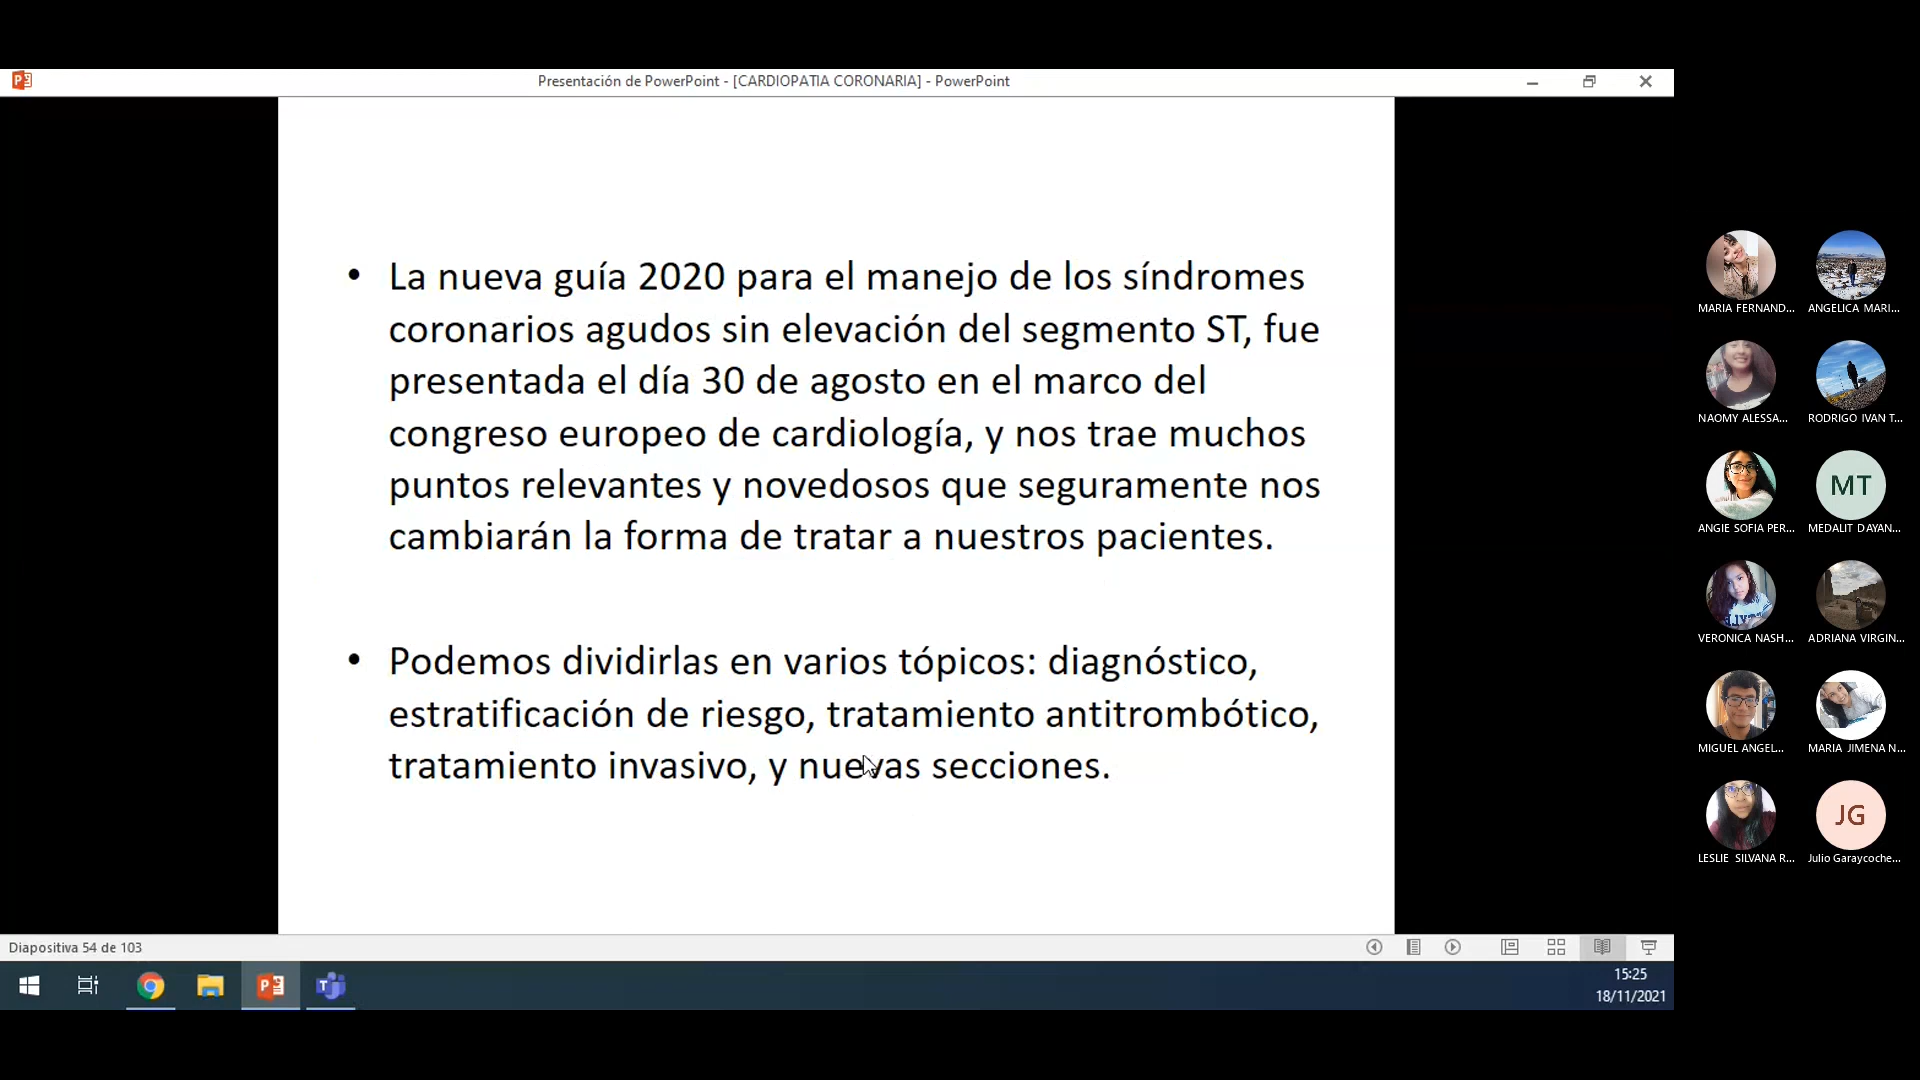 Presentación de PowerPoint - [CARDIOPATIA CORONARIA] - PowerPoint
• La nueva guía 2020 para el manejo de los síndromes
coronarios agudos sin elevación del segmento ST, fue
presentada el día 30 de agosto en el marco del
congreso europeo de cardiología, y nos trae muchos
puntos relevantes y novedosos que seguramente nos
cambiarán la forma de tratar a nuestros pacientes.
• Podemos dividirlas en varios tópicos: diagnóstico,
estratificación de riesgo, tratamiento antitrombótico,
tratamiento invasivo, y nuevas secciones.
MARIA FERNAND... ANGELICA MARI...
NAOMY ALESSA... RODRIGO IVAN T...
MT
ANGIE SOFIA PER... MEDALIT DAYAN...
VERONICA NASH... ADRIANA VIRGIN...
MIGUEL ANGEL... MARIA JIMENA N...
JG
LESLIE SILVANA R... Julio Garaycoche...
Diapositiva 54 de 103
15:25
18/11/2021